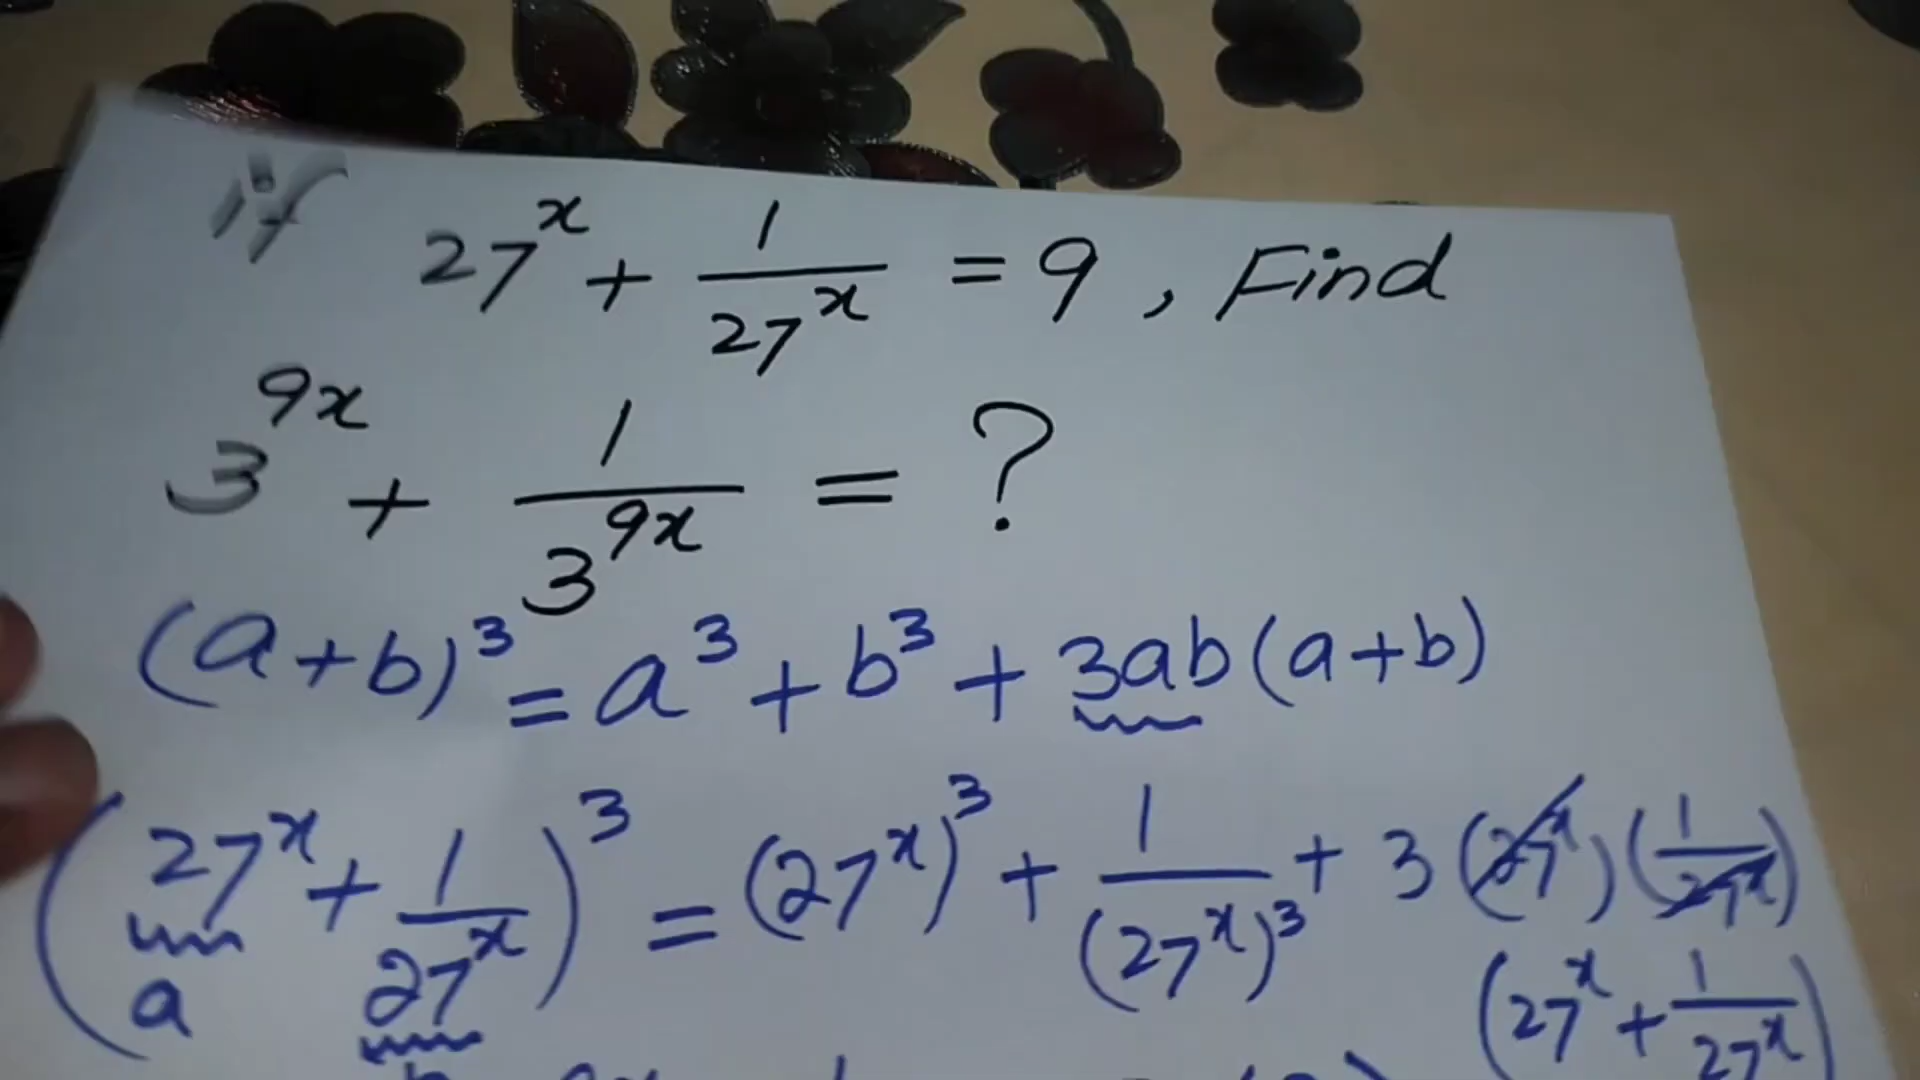 if 27^x + 1/27^x = 9, Find
3^9x + 1/3^9x = ?
(a+b)^3 = a^3 + b^3 + 3ab(a+b)
(27^x + 1/27^x)^3 = (27^x)^3 + 1/(27^x)^3 + 3(27^x)(1/27^x)
a
(27^x + 1/27^x)